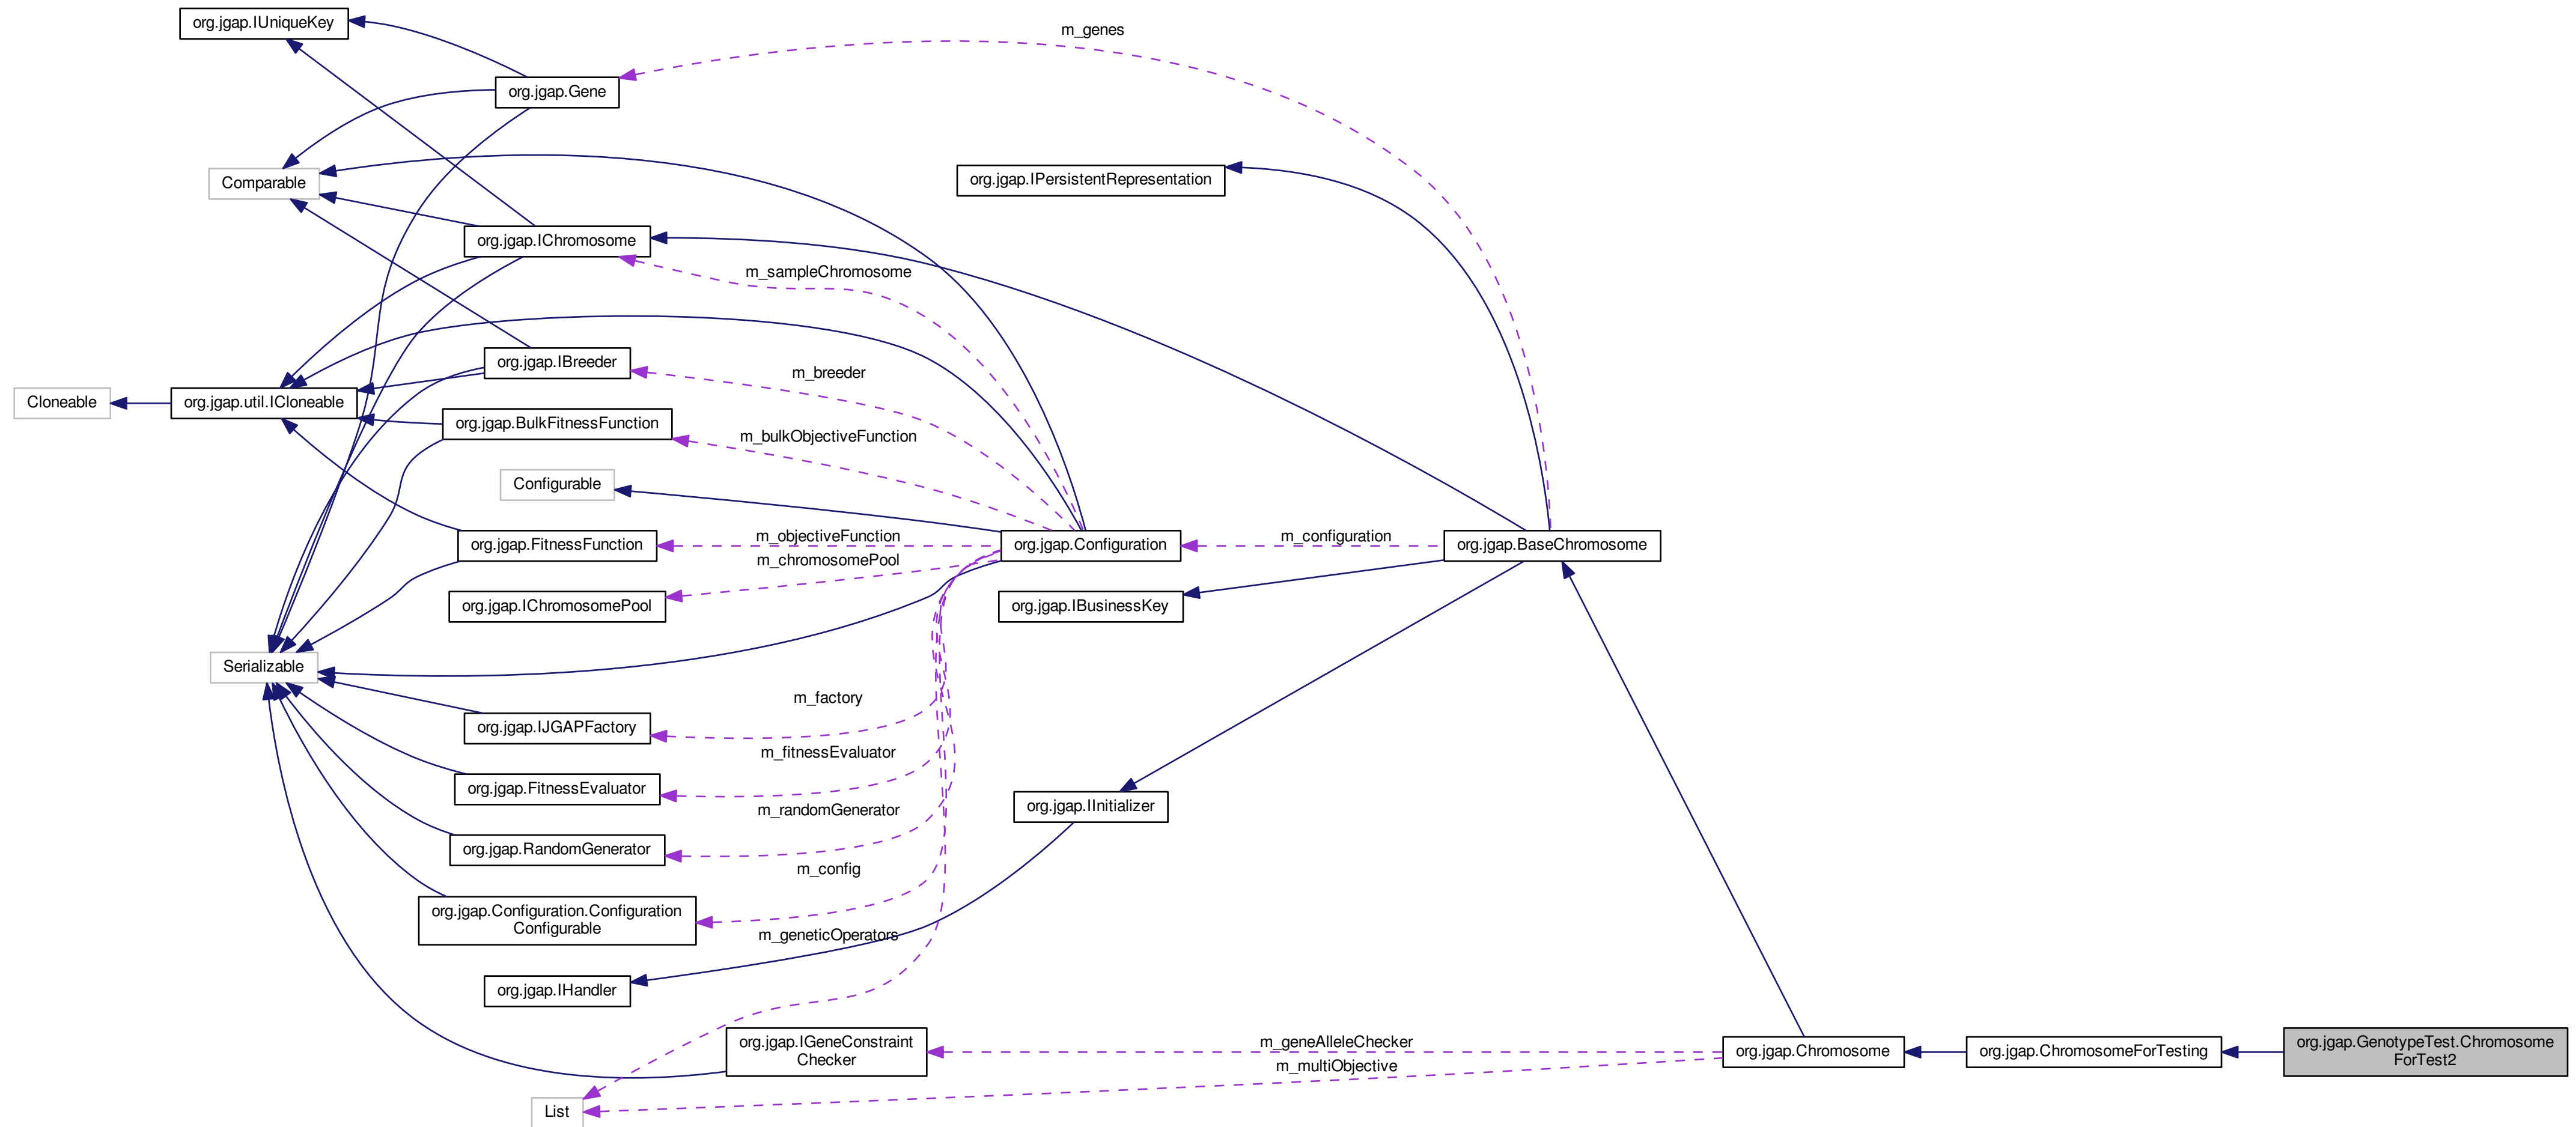 org.jgap.IUniqueKey
m_genes
org.jgap.Gene
Comparable
org.jgap.IPersistentRepresentation
org.jgap.IChromosome
m_sampleChromosome
org.jgap.IBreeder
m_breeder
Cloneable
org.jgap.util.ICloneable
org.jgap.BulkFitnessFunction
m_bulkObjectiveFunction
Configurable
m_objectiveFunction
org.jgap.FitnessFunction
org.jgap.Configuration
m_configuration
org.jgap.BaseChromosome
m_chromosomePool
org.jgap.IChromosomePool
org.jgap.IBusinessKey
Serializable
m_factory
org.jgap.IJGAPFactory
m_fitnessEvaluator
org.jgap.FitnessEvaluator
org.jgap.IInitializer
m_randomGenerator
org.jgap.RandomGenerator
m_config
org.jgap.Configuration.Configuration
Configurable
m_geneticOperators
org.jgap.IHandler
org.jgap.IGeneConstraint
Checker
m_geneAlleleChecker
org.jgap.Chromosome
org.jgap.ChromosomeForTesting
org.jgap.GenotypeTest.Chromosome
ForTest2
m_multiObjective
List